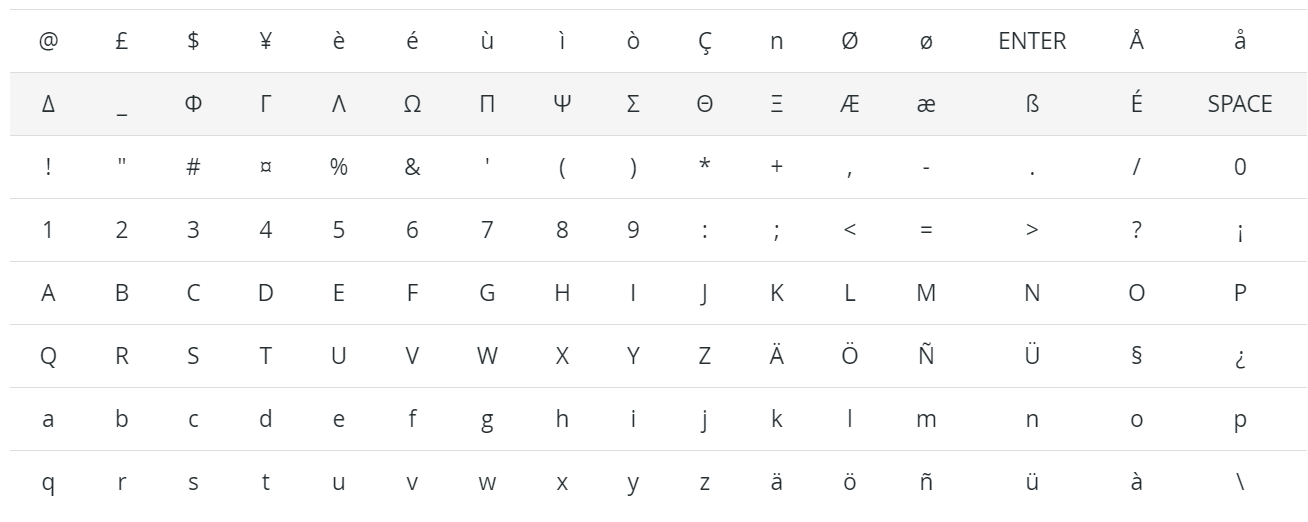 @ £ $ ¥ è é ù ì ò Ç n Ø ø ENTER Å å
Δ _ Φ Γ Λ Ω Π Ψ Σ Θ Ξ Æ æ ß É SPACE
! " # ¤ % & ' ( ) * + , - . / 0
1 2 3 4 5 6 7 8 9 : ; < = > ? ¡
A B C D E F G H I J K L M N O P
Q R S T U V W X Y Z Ä Ö Ñ Ü § ¿
a b c d e f g h i j k l m n o p
q r s t u v w x y z ä ö ñ ü à \